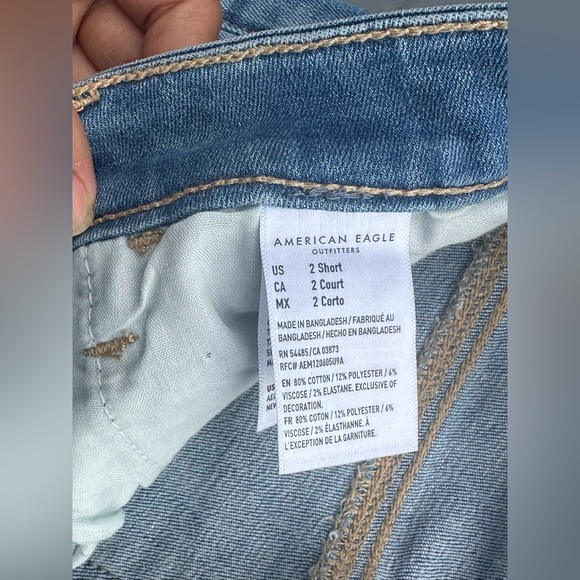 AMERICAN EAGLE
OUTFITTERS
US 2 Short
CA 2 Court
MX 2 Corto
MADE IN BANGLADESH / FABRIQUÉ AU
BANGLADESH / HECHO EN BANGLADESH
RN 54485 / CA 03873
RFC# AEM120605U9A
EN 80% COTTON / 12% POLYESTER / 6%
VISCOSE / 2% ELASTANE. EXCLUSIVE OF
DECORATION.
FR 80% COTON / 12% POLYESTER / 6%
VISCOSE / 2% ÉLASTHANNE. À
L'EXCEPTION DE LA GARNITURE.